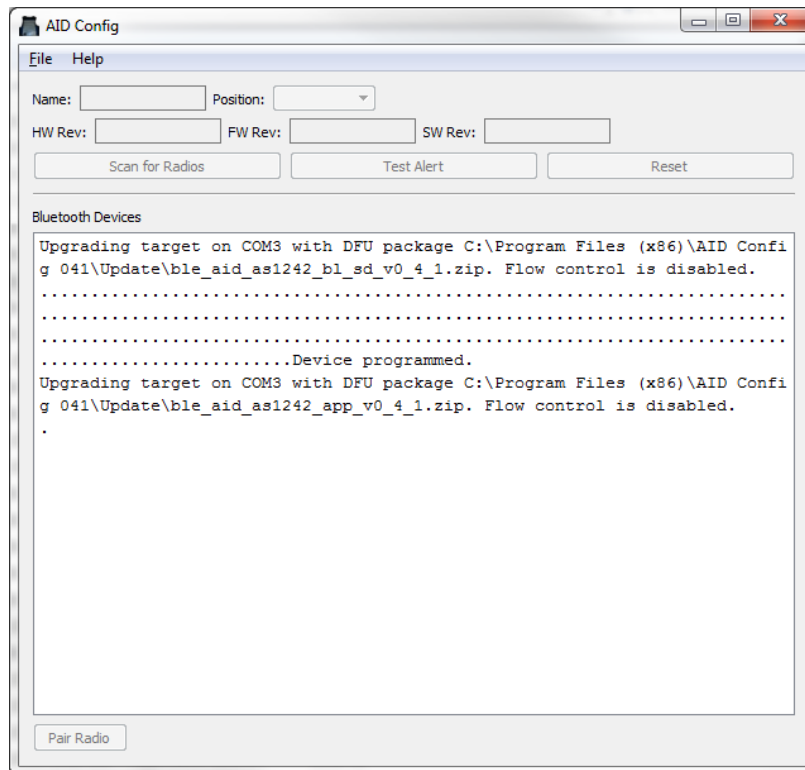 AID Config
File Help
Name: Position:
HW Rev: FW Rev: SW Rev:
Scan for Radios Test Alert Reset
Bluetooth Devices
Upgrading target on COM3 with DFU package C:\Program Files (x86)\AID Confi
g 041\Update\ble_aid_as1242_bl_sd_v0_4_1.zip. Flow control is disabled.
..........................................................................
..........................................................................
..........................................................................
.........................Device programmed.
Upgrading target on COM3 with DFU package C:\Program Files (x86)\AID Confi
g 041\Update\ble_aid_as1242_app_v0_4_1.zip. Flow control is disabled.
.
Pair Radio